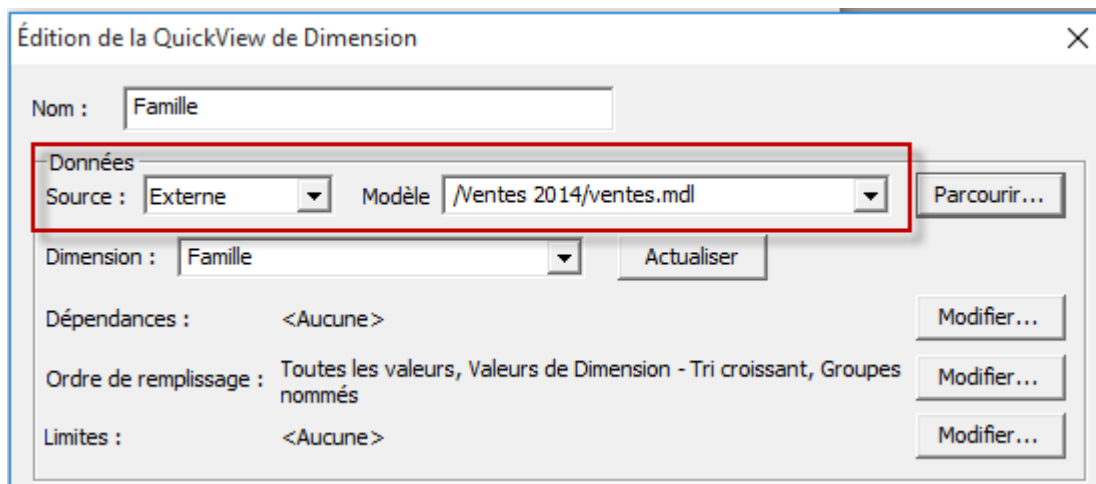 Édition de la QuickView de Dimension
Nom : Famille
Données
Source : Externe Modèle /Ventes 2014/ventes.mdl Parcourir...
Dimension : Famille Actualiser
Dépendances : <Aucune> Modifier...
Ordre de remplissage : Toutes les valeurs, Valeurs de Dimension - Tri croissant, Groupes nommés Modifier...
Limites : <Aucune> Modifier...